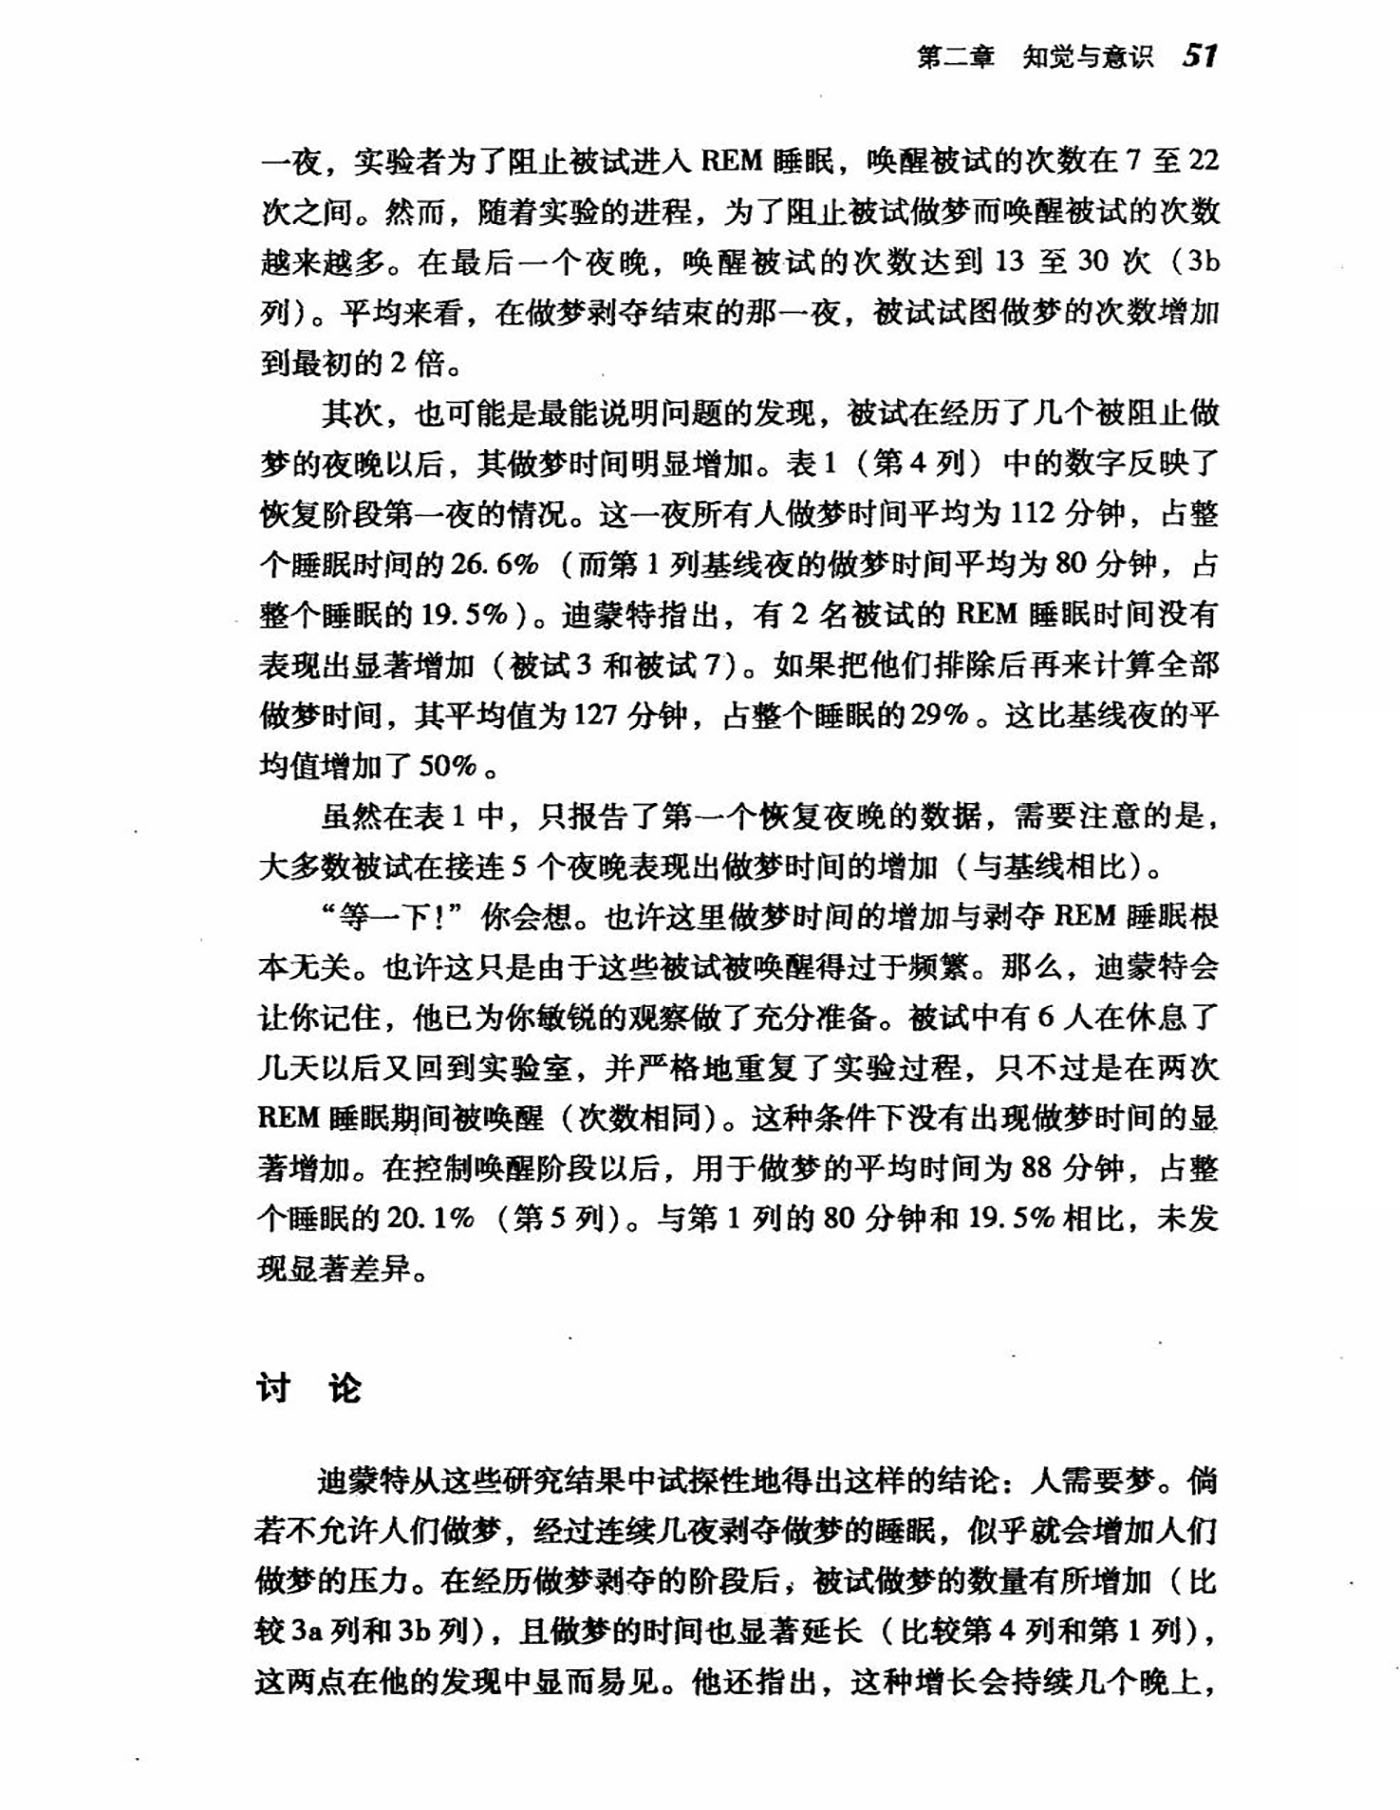 第二章 知觉与意识 51
一夜，实验者为了阻止被试进入 REM 睡眠，唤醒被试的次数在 7 至 22
次之间。然而，随着实验的进程，为了阻止被试做梦而唤醒被试的次数
越来越多。在最后一个夜晚，唤醒被试的次数达到 13 至 30 次（3b
列）。平均来看，在做梦剥夺结束的那一夜，被试试图做梦的次数增加
到最初的 2 倍。
其次，也可能是最能说明问题的发现，被试在经历了几个被阻止做
梦的夜晚以后，其做梦时间明显增加。表 1（第 4 列）中的数字反映了
恢复阶段第一夜的情况。这一夜所有人做梦时间平均为 112 分钟，占整
个睡眠时间的 26.6%（而第 1 列基线夜的做梦时间平均为 80 分钟，占
整个睡眠的 19.5%）。迪蒙特指出，有 2 名被试的 REM 睡眠时间没有
表现出显著增加（被试 3 和被试 7）。如果把他们排除后再来计算全部
做梦时间，其平均值为 127 分钟，占整个睡眠的 29%。这比基线夜的平
均值增加了 50%。
虽然在表 1 中，只报告了第一个恢复夜晚的数据，需要注意的是，
大多数被试在接连 5 个夜晚表现出做梦时间的增加（与基线相比）。
“等一下！”你会想。也许这里做梦时间的增加与剥夺 REM 睡眠根
本无关。也许这只是由于这些被试被唤醒得过于频繁。那么，迪蒙特会
让你记住，他已为你敏锐的观察做了充分准备。被试中有 6 人在休息了
几天以后又回到实验室，并严格地重复了实验过程，只不过是在两次
REM 睡眠期间被唤醒（次数相同）。这种条件下没有出现做梦时间的显
著增加。在控制唤醒阶段以后，用于做梦的平均时间为 88 分钟，占整
个睡眠的 20.1%（第 5 列）。与第 1 列的 80 分钟和 19.5% 相比，未发
现显著差异。
讨 论
迪蒙特从这些研究结果中试探性地得出这样的结论：人需要梦。倘
若不允许人们做梦，经过连续几夜剥夺做梦的睡眠，似乎就会增加人们
做梦的压力。在经历做梦剥夺的阶段后，被试做梦的数量有所增加（比
较 3a 列和 3b 列），且做梦的时间也显著延长（比较第 4 列和第 1 列），
这两点在他的发现中显而易见。他还指出，这种增长会持续几个晚上，